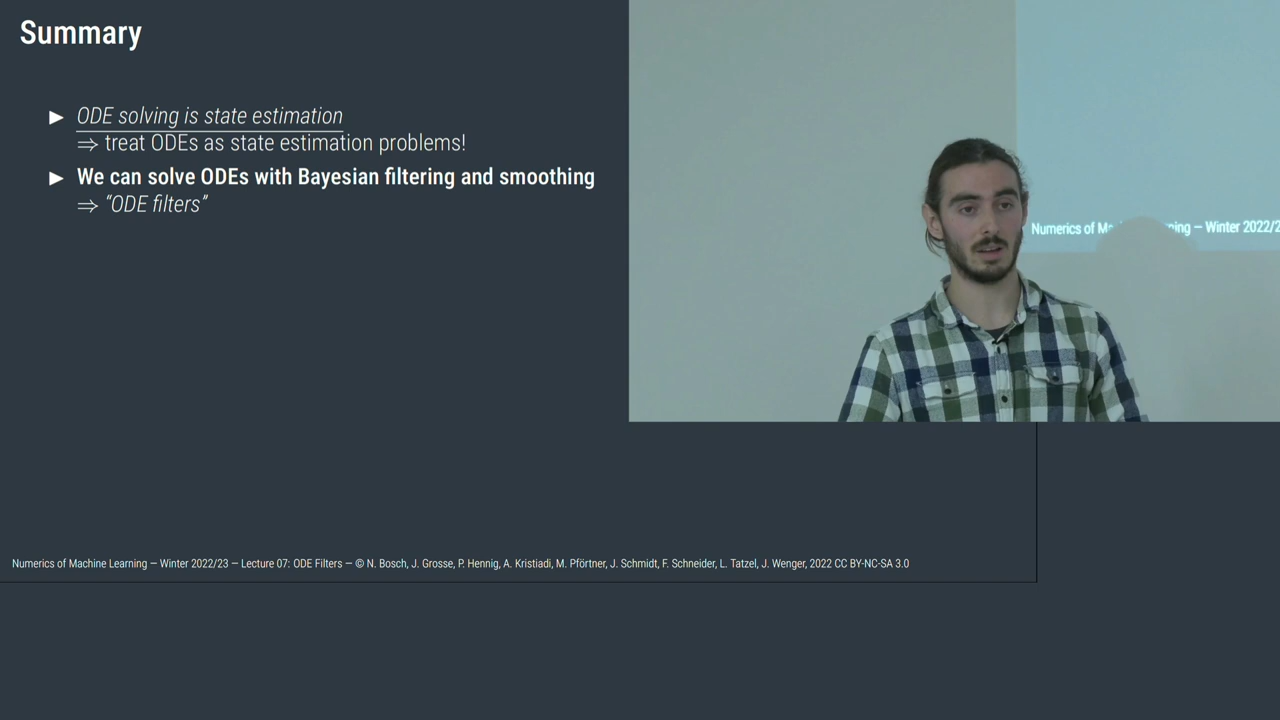 Summary
▶ ODE solving is state estimation
⇒ treat ODEs as state estimation problems!
▶ We can solve ODEs with Bayesian filtering and smoothing
⇒ “ODE filters”
Numerics of Ma ning — Winter 2022/2
Numerics of Machine Learning — Winter 2022/23 — Lecture 07: ODE Filters — © N. Bosch, J. Grosse, P. Hennig, A. Kristiadi, M. Pförtner, J. Schmidt, F. Schneider, L. Tatzel, J. Wenger, 2022 CC BY-NC-SA 3.0